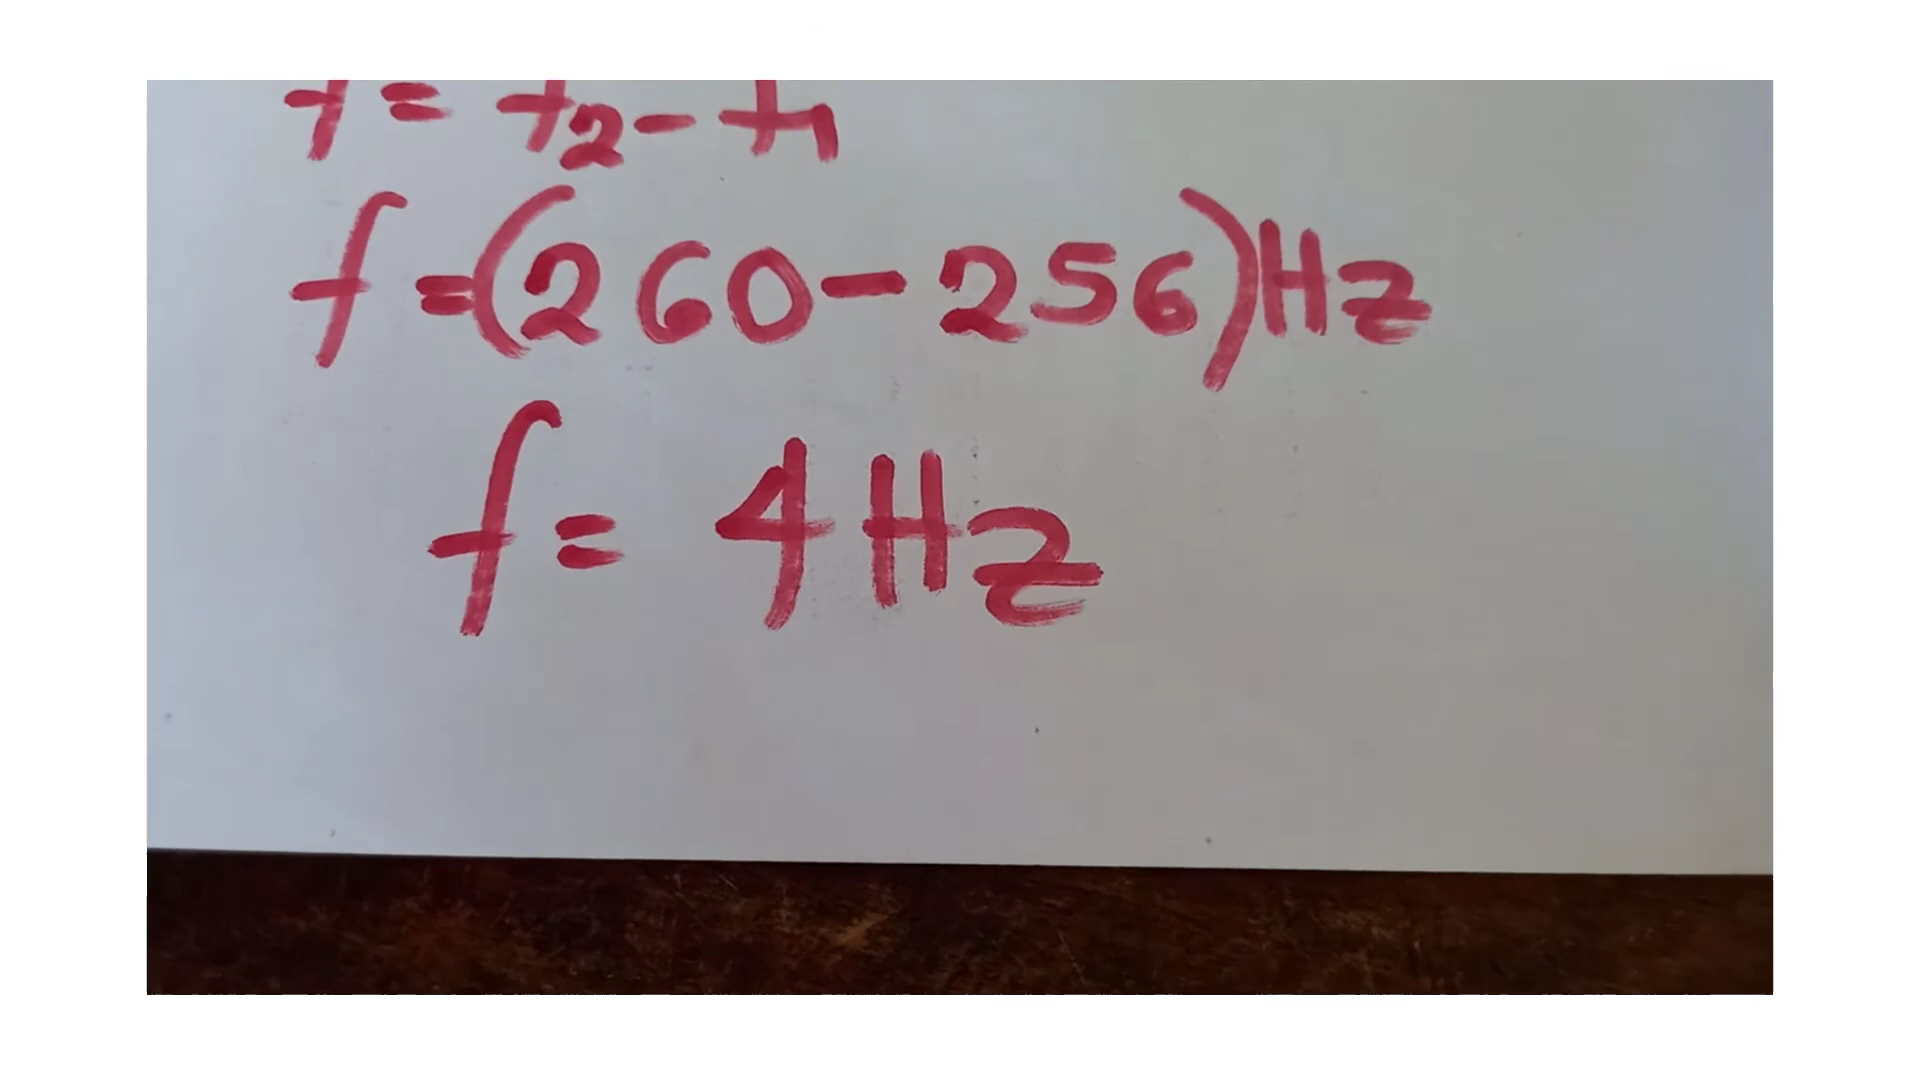 f = f2 - f1
f = (260 - 256) Hz
f = 4 Hz